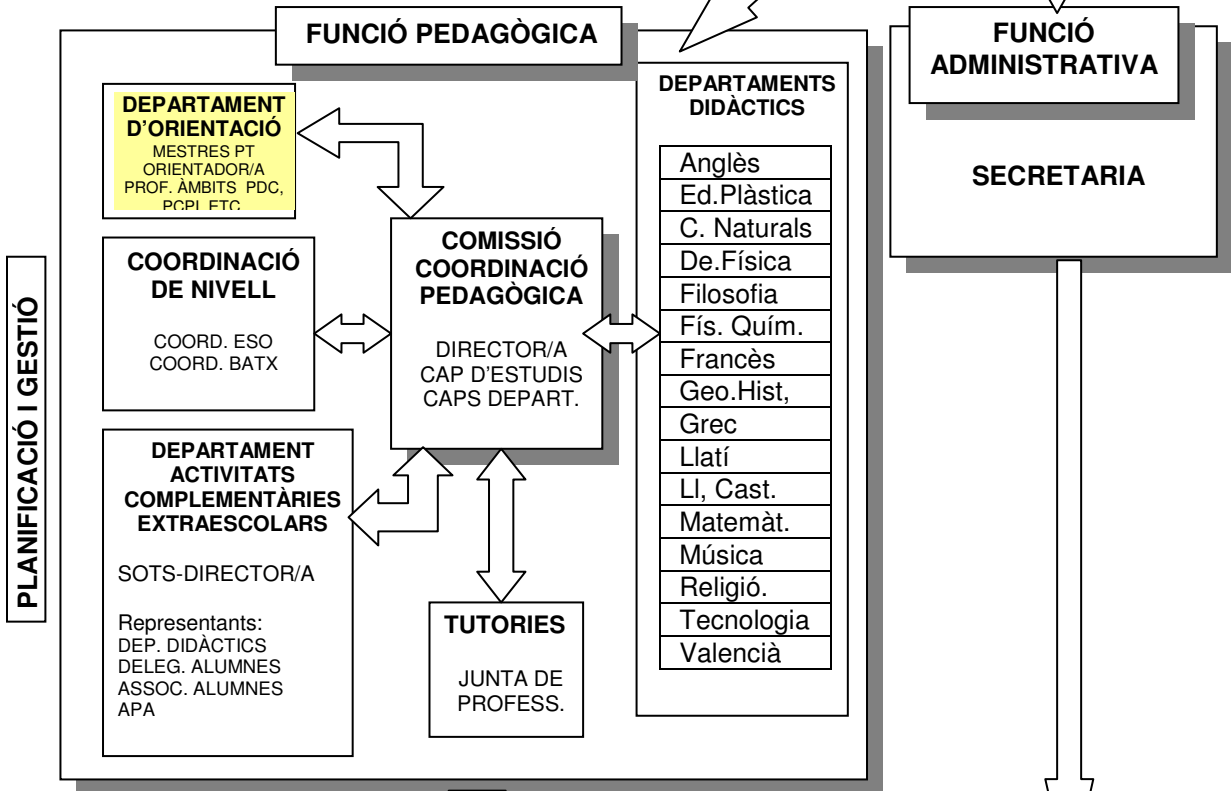 FUNCIÓ PEDAGÒGICA
DEPARTAMENT
D'ORIENTACIÓ
MESTRES PT
ORIENTADOR/A
PROF. ÀMBITS PDC,
PCPI, ETC
COORDINACIÓ
DE NIVELL
COORD. ESO
COORD. BATX
DEPARTAMENT
ACTIVITATS
COMPLEMENTÀRIES
EXTRAESCOLARS
SOTS-DIRECTOR/A
Representants:
DEP. DIDÀCTICS
DELEG. ALUMNES
ASSOC. ALUMNES
APA
COMISSIÓ
COORDINACIÓ
PEDAGÒGICA
DIRECTOR/A
CAP D'ESTUDIS
CAPS DEPART.
TUTORIES
JUNTA DE
PROFESS.
DEPARTAMENTS
DIDÀCTICS
Anglès
Ed.Plàstica
C. Naturals
De.Física
Filosofia
Fís. Quím.
Francès
Geo.Hist,
Grec
Llatí
Ll, Cast.
Matemàt.
Música
Religió.
Tecnologia
Valencià
FUNCIÓ
ADMINISTRATIVA
SECRETARIA
PLANIFICACIÓ I GESTIÓ